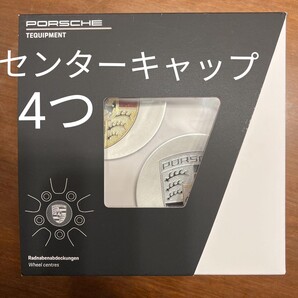 PORSCHE
TEQUIPMENT
センターキャップ
4つ
PORSCHE
Radnabenabdeckungen
Wheel centres